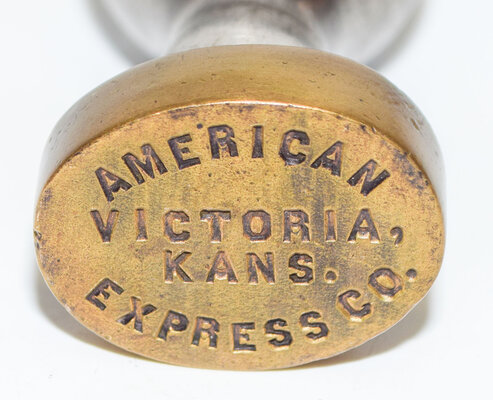 AMERICAN
VICTORIA,
KANS.
EXPRESS CO.